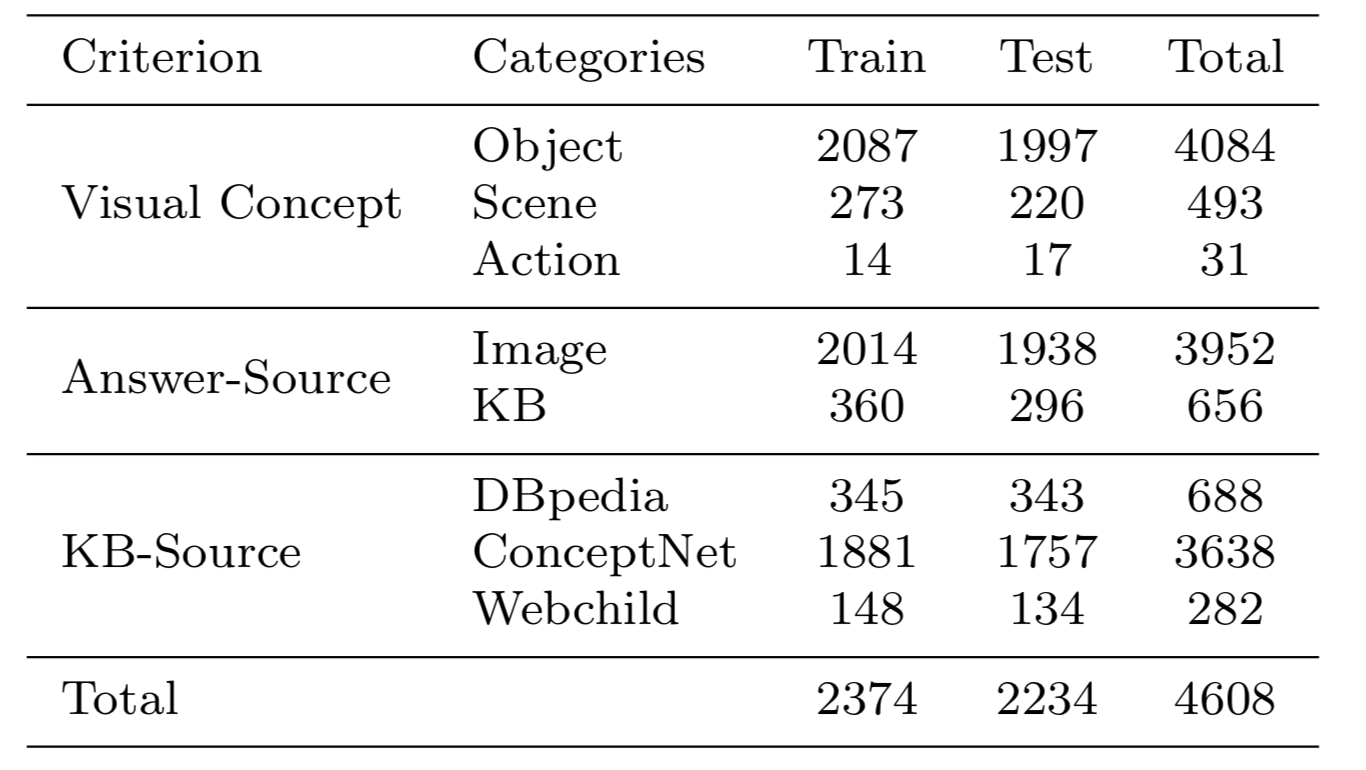 Criterion Categories Train Test Total
Object 2087 1997 4084
Visual Concept Scene 273 220 493
Action 14 17 31
Image 2014 1938 3952
Answer-Source
KB 360 296 656
DBpedia 345 343 688
KB-Source ConceptNet 1881 1757 3638
Webchild 148 134 282
Total 2374 2234 4608